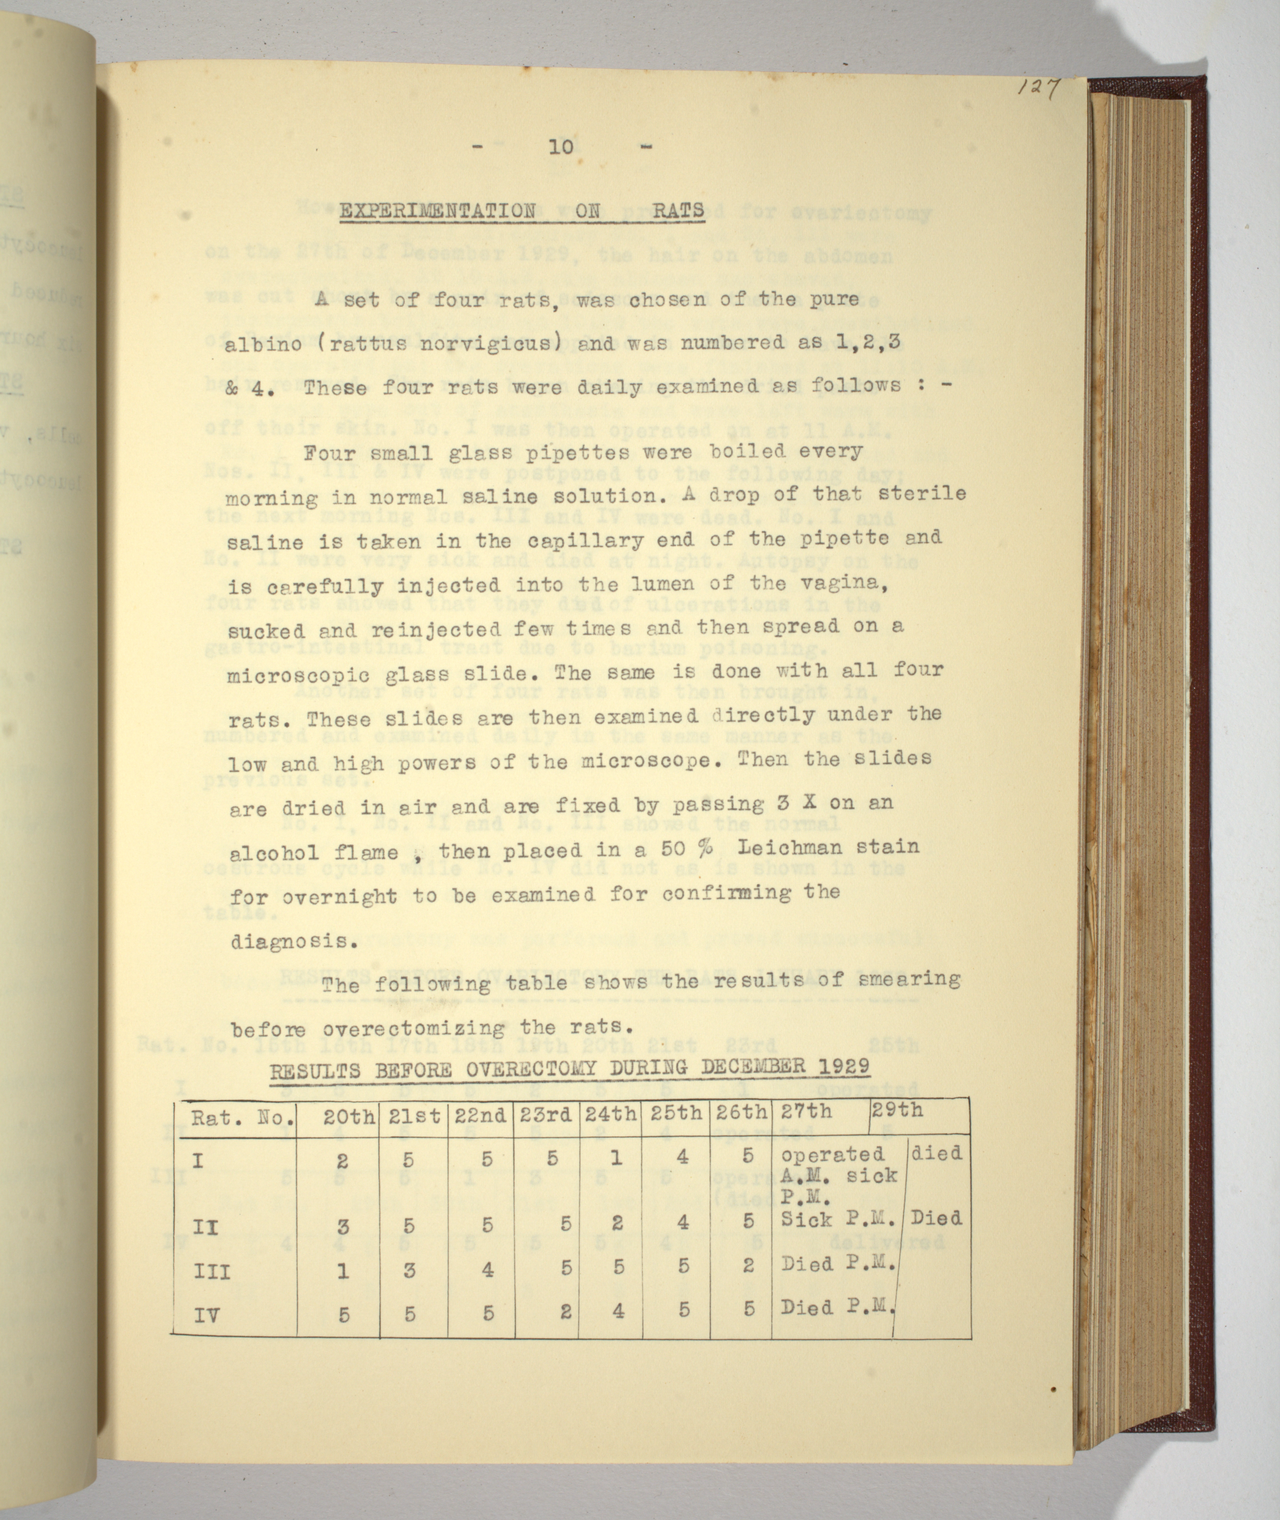 127
- 10 -
EXPERIMENTATION ON RATS
A set of four rats, was chosen of the pure
albino (rattus norvigicus) and was numbered as 1,2,3
& 4. These four rats were daily examined as follows : -
Four small glass pipettes were boiled every
morning in normal saline solution. A drop of that sterile
saline is taken in the capillary end of the pipette and
is carefully injected into the lumen of the vagina,
sucked and reinjected few times and then spread on a
microscopic glass slide. The same is done with all four
rats. These slides are then examined directly under the
low and high powers of the microscope. Then the slides
are dried in air and are fixed by passing 3 X on an
alcohol flame , then placed in a 50 % Leichman stain
for overnight to be examined for confirming the
diagnosis.
The following table shows the results of smearing
before overectomizing the rats.
RESULTS BEFORE OVERECTOMY DURING DECEMBER 1929
Rat. No. 20th 21st 22nd 23rd 24th 25th 26th 27th 29th
I 2 5 5 5 1 4 5 operated died
A.M. sick
P.M.
II 3 5 5 5 2 4 5 Sick P.M. Died
III 1 3 4 5 5 5 2 Died P.M.
IV 5 5 5 2 4 5 5 Died P.M.